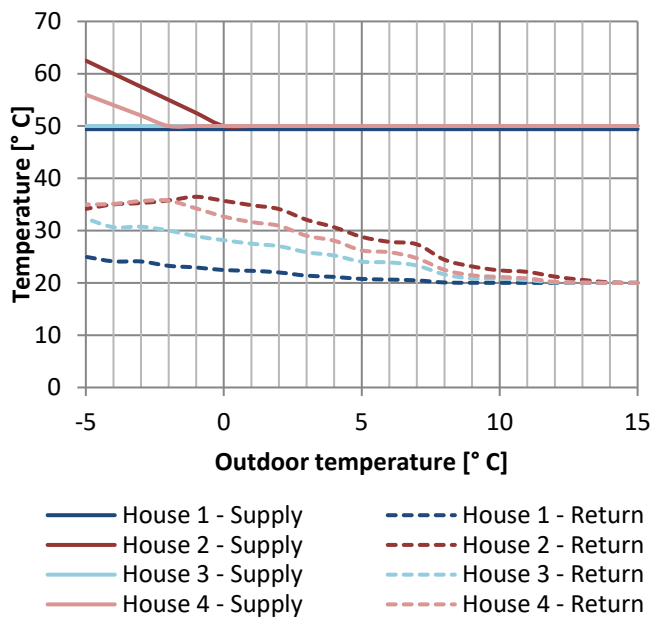 70
60
50
40
30
20
10
0
Temperature [° C]
-5 0 5 10 15
Outdoor temperature [° C]
House 1 - Supply House 1 - Return
House 2 - Supply House 2 - Return
House 3 - Supply House 3 - Return
House 4 - Supply House 4 - Return